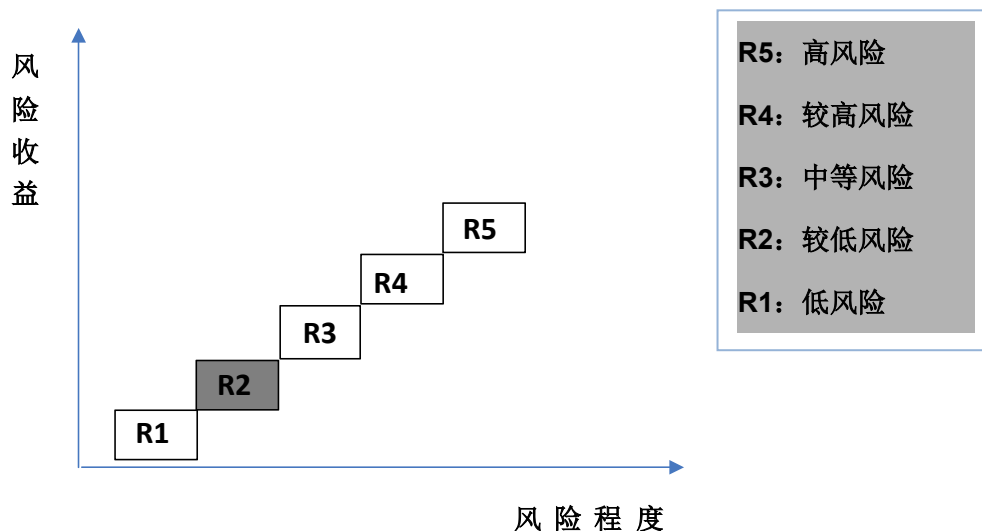 风
险
收
益
R5
R4
R3
R2
R1
风 险 程 度
R5：高风险
R4：较高风险
R3：中等风险
R2：较低风险
R1：低风险